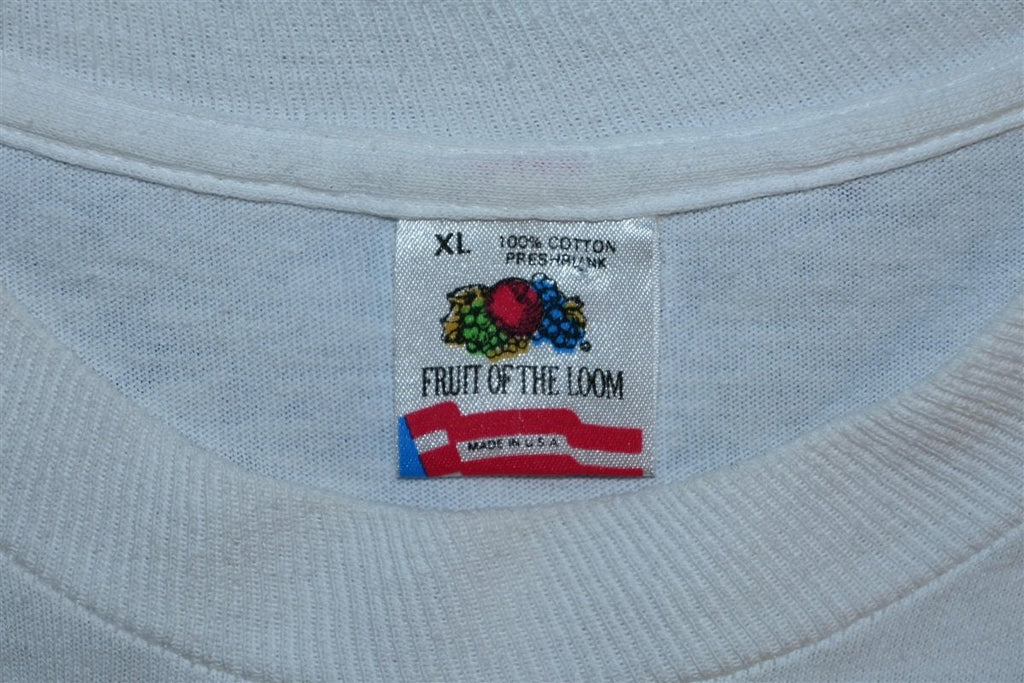 XL 100% COTTON
PRESHRUNK
FRUIT OF THE LOOM
MADE IN U.S.A.